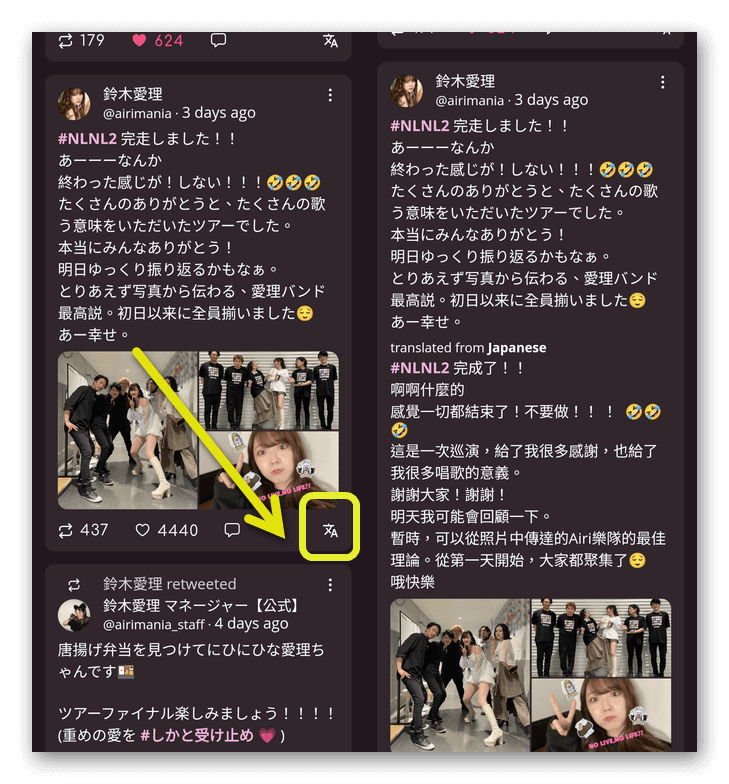 179 624
鈴木愛理
@airimania · 3 days ago
#NLNL2 完走しました！！
あーーーなんか
終わった感じが！しない！！！🤣🤣🤣
たくさんのありがとうと、たくさんの歌
う意味をいただいたツアーでした。
本当にみんなありがとう！
明日ゆっくり振り返るかもなぁ。
とりあえず写真から伝わる、愛理バンド
最高説。初日以来に全員揃いました😌
あー幸せ。
NO LIVE,NO LIFE??
437 4440
鈴木愛理 retweeted
鈴木愛理 マネージャー【公式】
@airimania_staff · 4 days ago
唐揚げ弁当を見つけてにひにひな愛理ち
ゃんです🍱
ツアーファイナル楽しみましょう！！！！
(重めの愛を #しかと受け止め 💗 )
鈴木愛理
@airimania · 3 days ago
#NLNL2 完走しました！！
あーーーなんか
終わった感じが！しない！！！🤣🤣🤣
たくさんのありがとうと、たくさんの歌
う意味をいただいたツアーでした。
本当にみんなありがとう！
明日ゆっくり振り返るかもなぁ。
とりあえず写真から伝わる、愛理バンド
最高説。初日以来に全員揃いました😌
あー幸せ。
translated from Japanese
#NLNL2 完成了！！
啊啊什麼的
感覺一切都結束了！不要做！！ ！ 🤣🤣
🤣
這是一次巡演，給了我很多感謝，也給了
我很多唱歌的意義。
謝謝大家！謝謝！
明天我可能會回顧一下。
暫時，可以從照片中傳達的Airi樂隊的最佳
理論。從第一天開始，大家都聚集了😌
哦快樂
NO LIVE,NO LIFE??